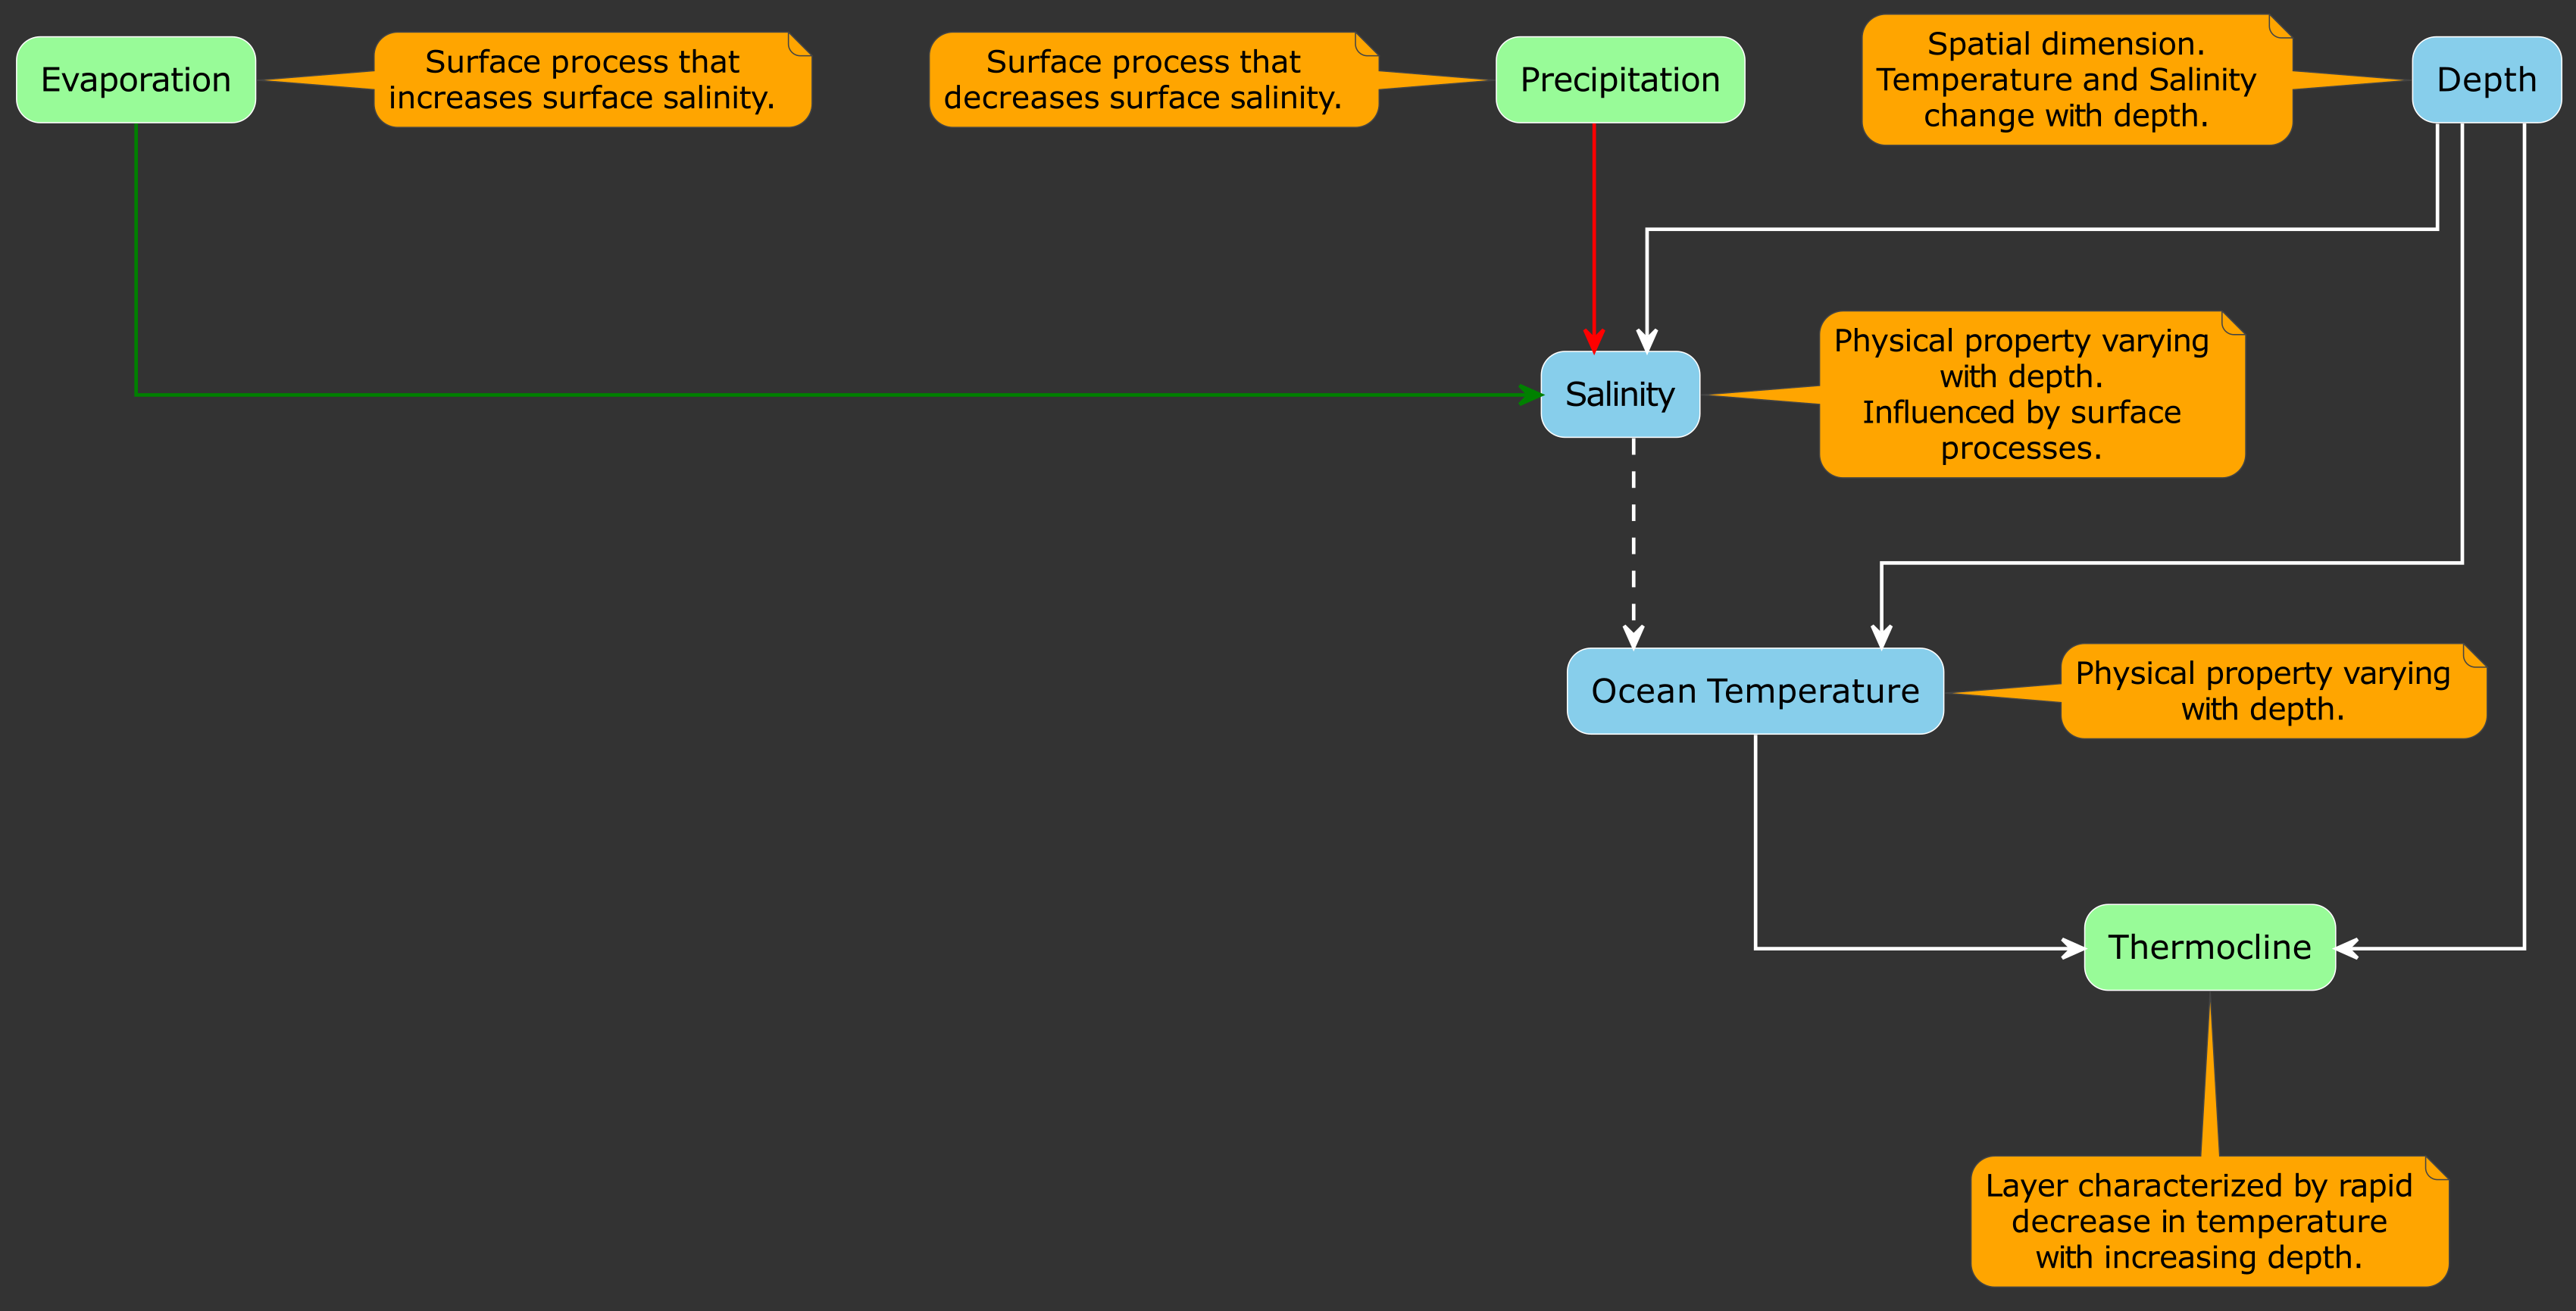 Evaporation
Surface process that
increases surface salinity.
Surface process that
decreases surface salinity.
Precipitation
Spatial dimension.
Temperature and Salinity
change with depth.
Depth
Salinity
Physical property varying
with depth.
Influenced by surface
processes.
Ocean Temperature
Physical property varying
with depth.
Thermocline
Layer characterized by rapid
decrease in temperature
with increasing depth.